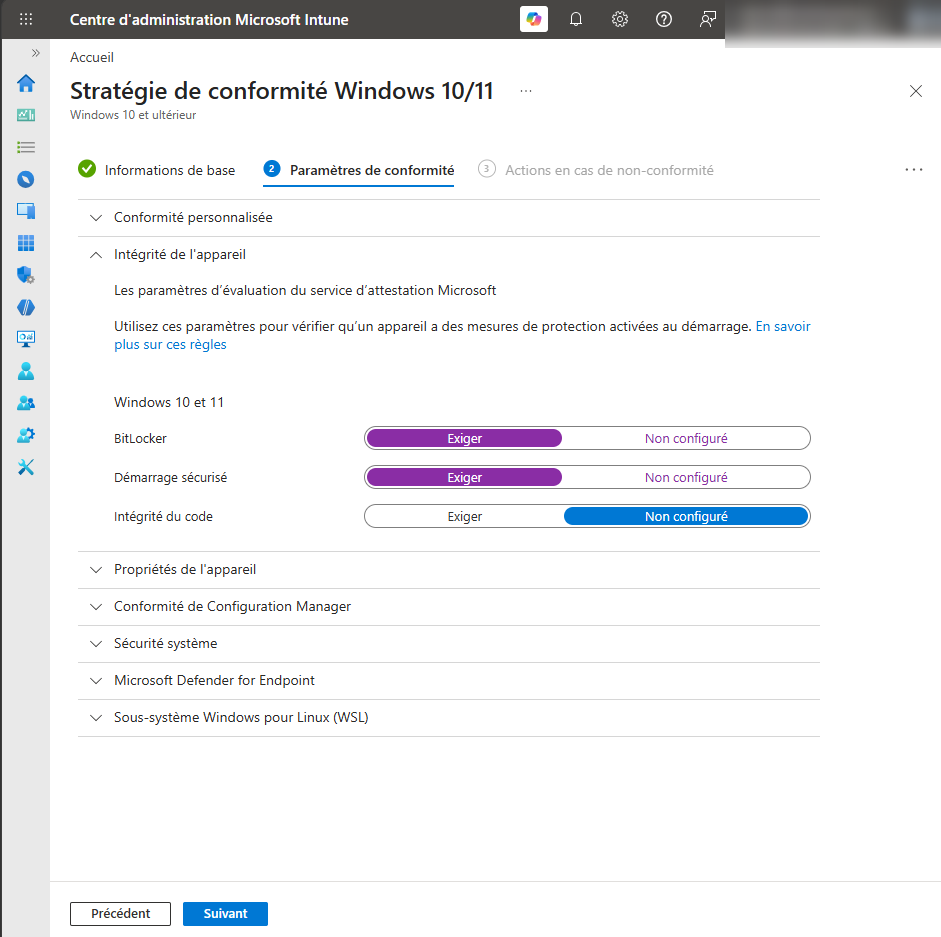 Centre d'administration Microsoft Intune
Accueil
Stratégie de conformité Windows 10/11
Windows 10 et ultérieur
Informations de base
2 Paramètres de conformité
3 Actions en cas de non-conformité
Conformité personnalisée
Intégrité de l'appareil
Les paramètres d’évaluation du service d’attestation Microsoft
Utilisez ces paramètres pour vérifier qu’un appareil a des mesures de protection activées au démarrage. En savoir
plus sur ces règles
Windows 10 et 11
BitLocker Exiger Non configuré
Démarrage sécurisé Exiger Non configuré
Intégrité du code Exiger Non configuré
Propriétés de l'appareil
Conformité de Configuration Manager
Sécurité système
Microsoft Defender for Endpoint
Sous-système Windows pour Linux (WSL)
Précédent Suivant